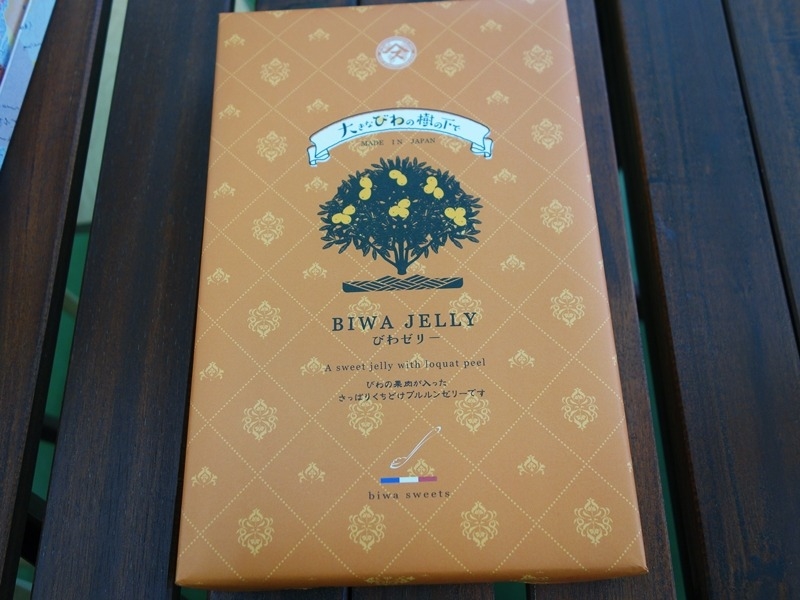 大きなびわの樹の下で
MADE IN JAPAN
BIWA JELLY
びわゼリー
A sweet jelly with loquat peel
びわの果肉が入った
さっぱりくちどけプルルンゼリーです
biwa sweets